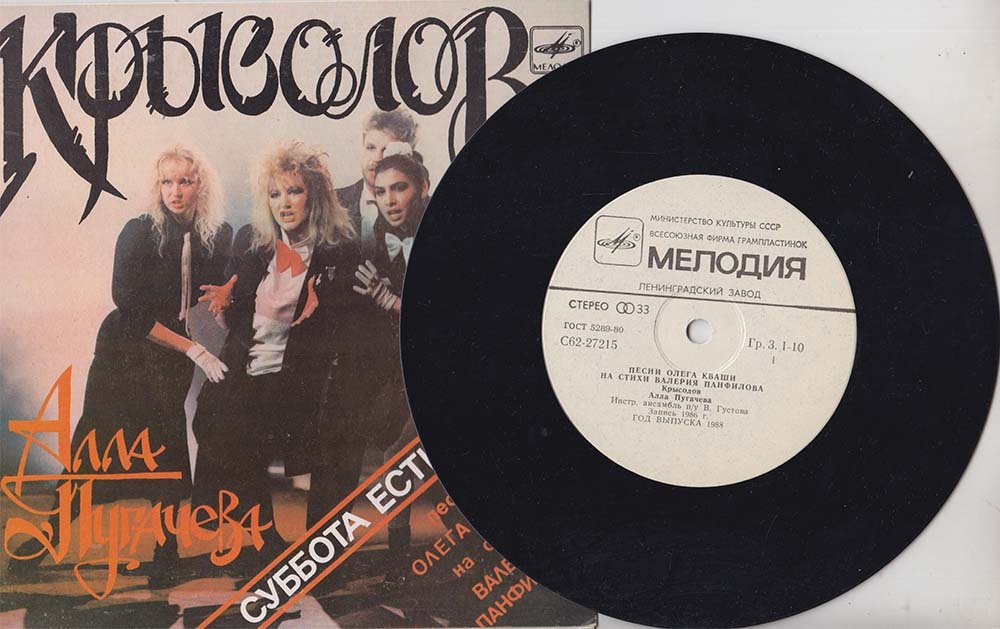 Крысолов
Алла
Пугачева
СУББОТА ЕСТ
пес
ОЛЕГА
на
ВАЛЕ
ПАНФИ
МИНИСТЕРСТВО КУЛЬТУРЫ СССР
ВСЕСОЮЗНАЯ ФИРМА ГРАМПЛАСТИНОК
МЕЛОДИЯ
ЛЕНИНГРАДСКИЙ ЗАВОД
СТЕРЕО 33
ГОСТ 5289-80
С62-27215
Гр. 3. 1-10
1
ПЕСНИ ОЛЕГА КВАШИ
НА СТИХИ ВАЛЕРИЯ ПАНФИЛОВА
Крысолов
Алла Пугачева
Инстр. ансамбль п/у В. Густова
Запись 1986 г.
ГОД ВЫПУСКА 1988